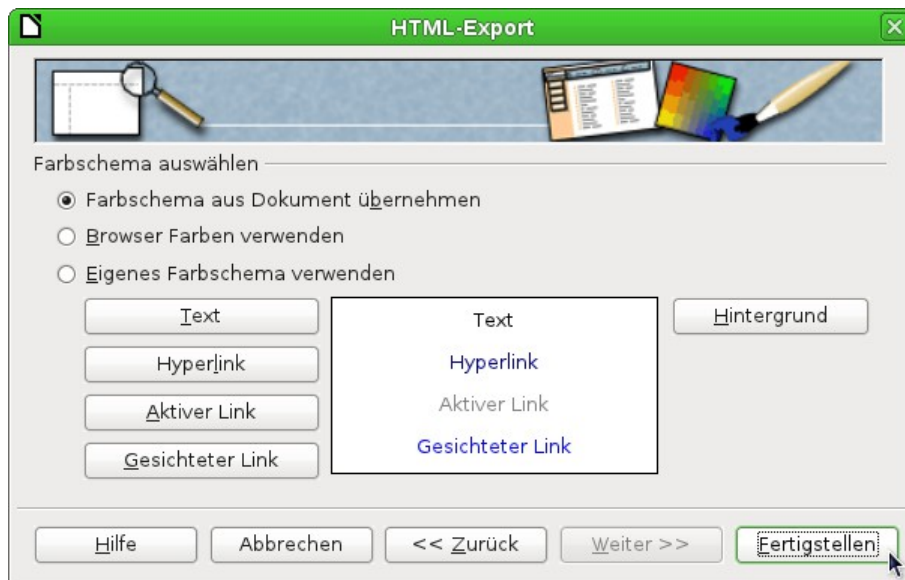 HTML-Export
Farbschema auswählen
Farbschema aus Dokument übernehmen
Browser Farben verwenden
Eigenes Farbschema verwenden
Text
Hyperlink
Aktiver Link
Gesichteter Link
Text
Hyperlink
Aktiver Link
Gesichteter Link
Hintergrund
Hilfe
Abbrechen
<< Zurück
Weiter >>
Fertigstellen